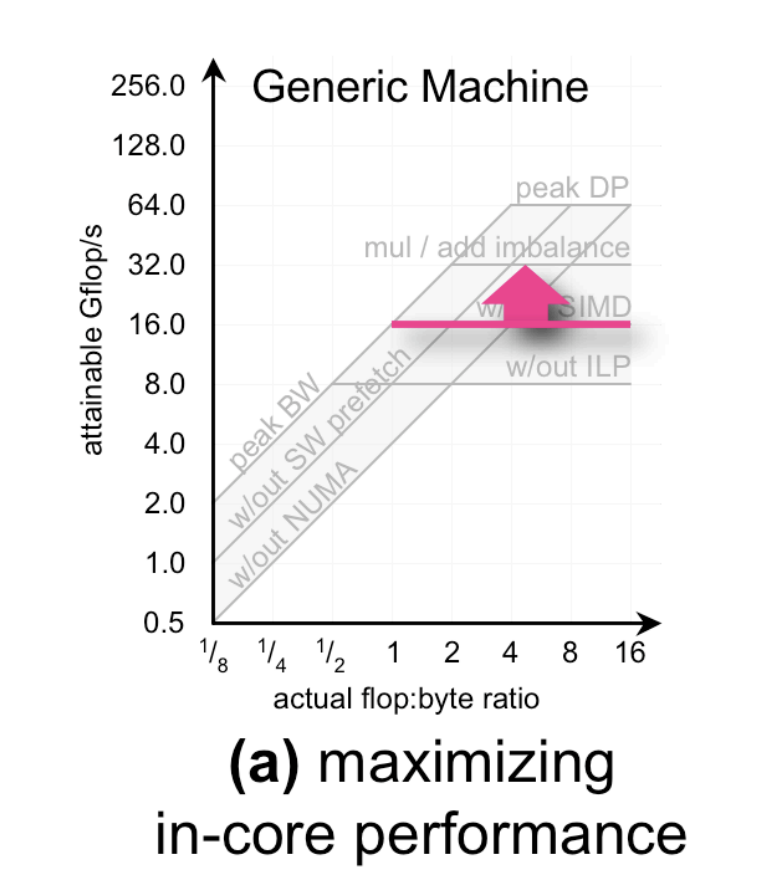 Generic Machine
256.0
128.0
64.0
32.0
16.0
8.0
4.0
2.0
1.0
0.5
attainable Gflop/s
peak DP
mul / add imbalance
SIMD
w/out ILP
peak BW
w/out SW prefetch
w/out NUMA
1/8 1/4 1/2 1 2 4 8 16
actual flop:byte ratio
(a) maximizing
in-core performance